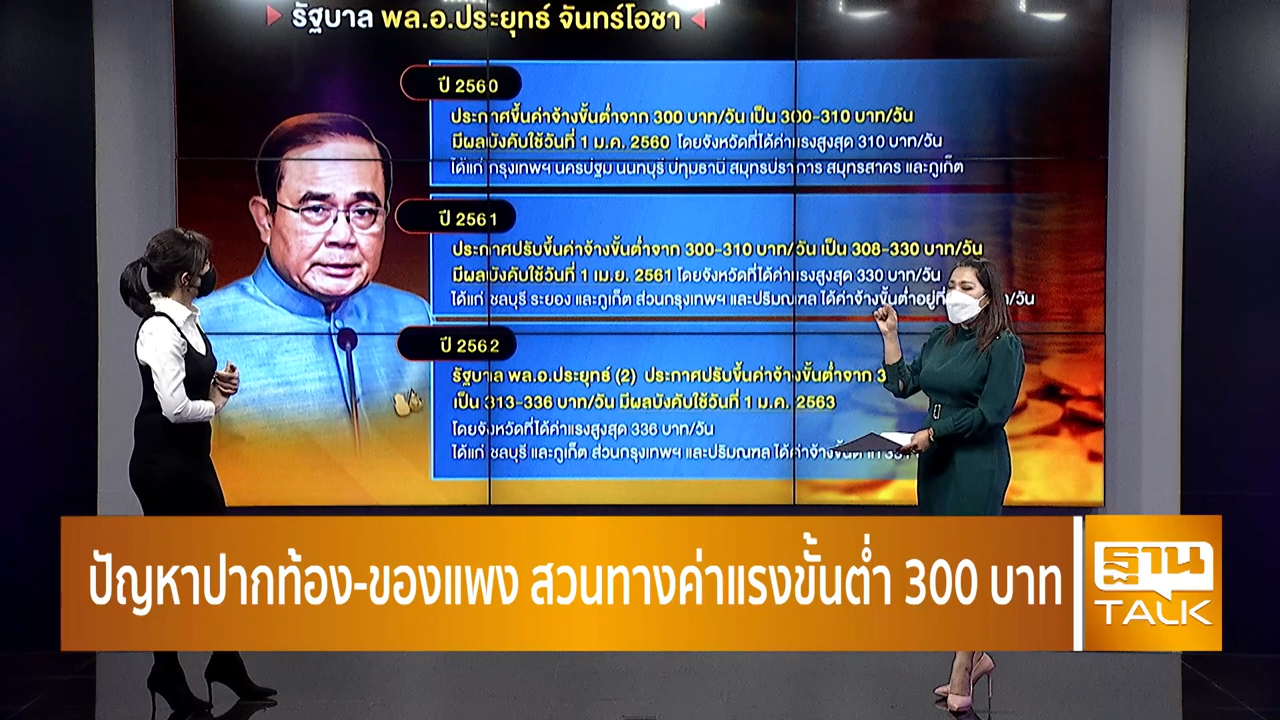 รัฐบาล พล.อ.ประยุทธ์ จันทร์โอชา
ปี 2560
ประกาศขึ้นค่าจ้างขั้นต่ำจาก 300 บาท/วัน เป็น 300-310 บาท/วัน
มีผลบังคับใช้วันที่ 1 ม.ค. 2560 โดยจังหวัดที่ได้ค่าแรงสูงสุด 310 บาท/วัน
ได้แก่ กรุงเทพฯ นครปฐม นนทบุรี ปทุมธานี สมุทรปราการ สมุทรสาคร และภูเก็ต
ปี 2561
ประกาศปรับขึ้นค่าจ้างขั้นต่ำจาก 300-310 บาท/วัน เป็น 308-330 บาท/วัน
มีผลบังคับใช้วันที่ 1 เม.ย. 2561 โดยจังหวัดที่ได้ค่าแรงสูงสุด 330 บาท/วัน
ได้แก่ ชลบุรี ระยอง และภูเก็ต ส่วนกรุงเทพฯ และปริมณฑล ได้ค่าจ้างขั้นต่ำอยู่ที่ /วัน
ปี 2562
รัฐบาล พล.อ.ประยุทธ์ (2) ประกาศปรับขึ้นค่าจ้างขั้นต่ำจาก 3
เป็น 313-336 บาท/วัน มีผลบังคับใช้วันที่ 1 ม.ค. 2563
โดยจังหวัดที่ได้ค่าแรงสูงสุด 336 บาท/วัน
ได้แก่ ชลบุรี และภูเก็ต ส่วนกรุงเทพฯ และปริมณฑล ได้ค่าจ้างขั้นต่ำ
ปัญหาปากท้อง-ของแพง สวนทางค่าแรงขั้นต่ำ 300 บาท
ฐาน
TALK